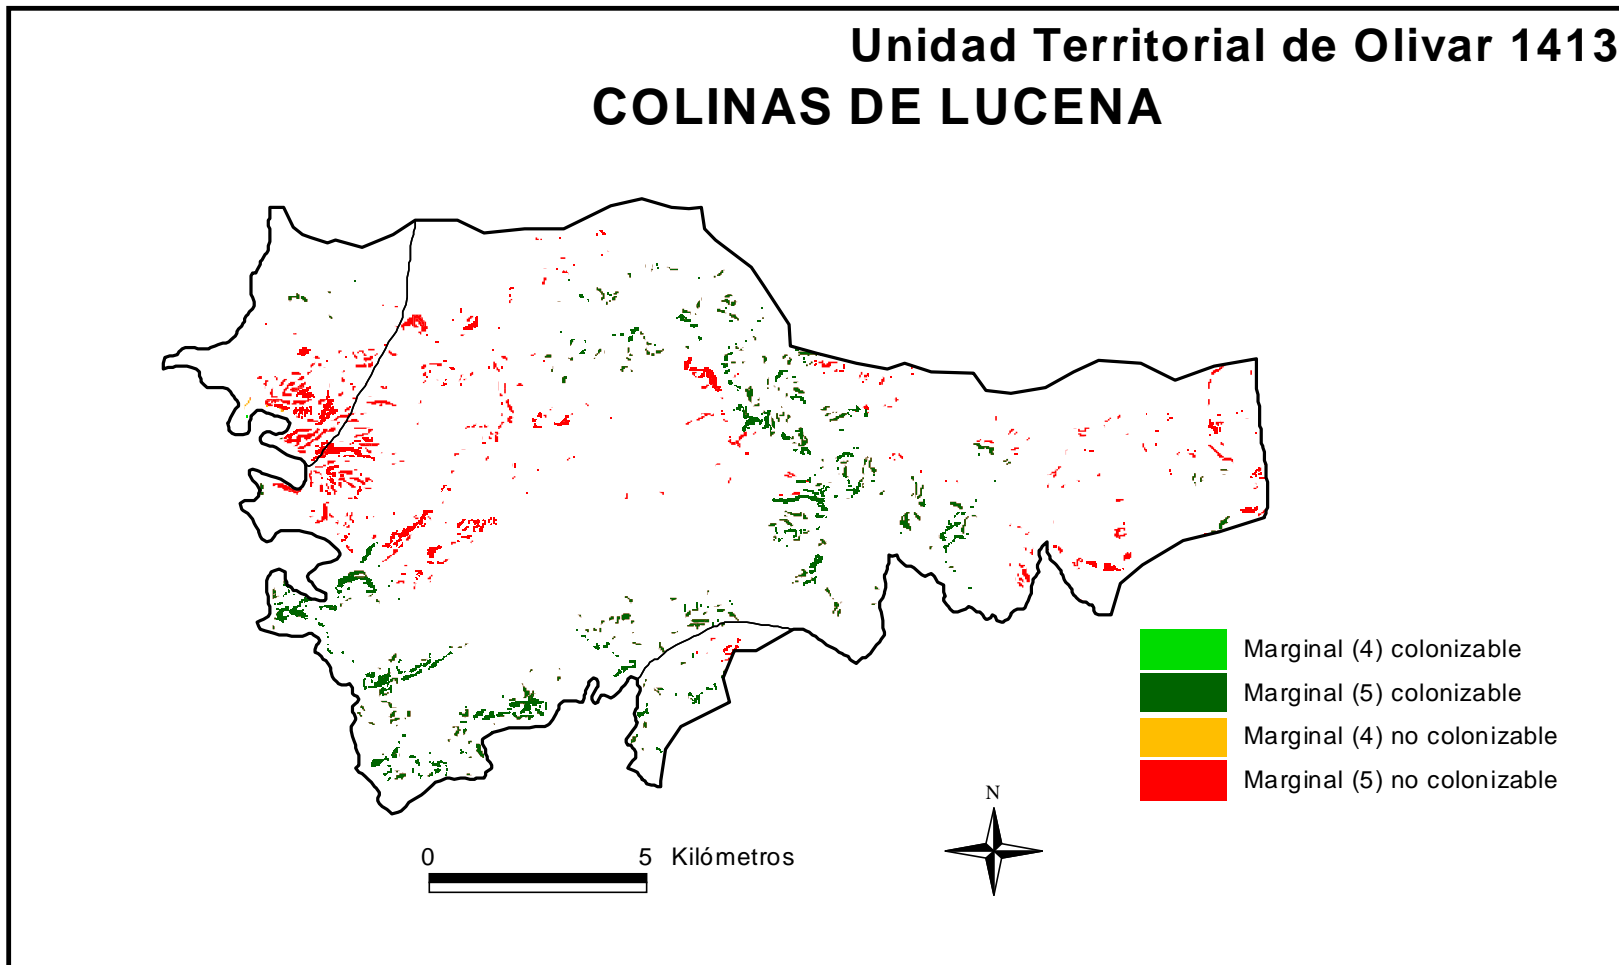 Unidad Territorial de Olivar 1413
COLINAS DE LUCENA
Marginal (4) colonizable
Marginal (5) colonizable
Marginal (4) no colonizable
Marginal (5) no colonizable
N
0 5 Kilómetros